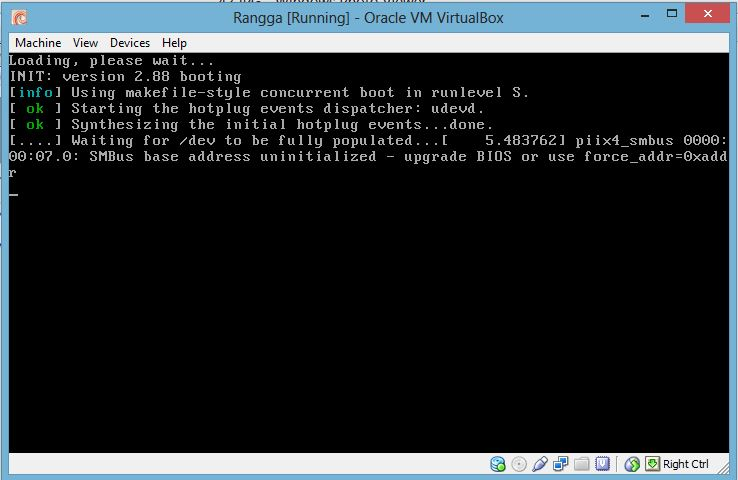 Rangga [Running] - Oracle VM VirtualBox
Machine View Devices Help
Loading, please wait...
INIT: version 2.88 booting
[info] Using makefile-style concurrent boot in runlevel S.
[ ok ] Starting the hotplug events dispatcher: udevd.
[ ok ] Synthesizing the initial hotplug events...done.
[....] Waiting for /dev to be fully populated...[    5.483762] piix4_smbus 0000:
00:07.0: SMBus base address uninitialized - upgrade BIOS or use force_addr=0xadd
r
Right Ctrl